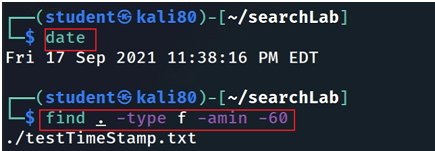 ┌──(student㉿kali80)-[~/searchLab]
└─$ date
Fri 17 Sep 2021 11:38:16 PM EDT
┌──(student㉿kali80)-[~/searchLab]
└─$ find . -type f -amin -60
./testTimeStamp.txt